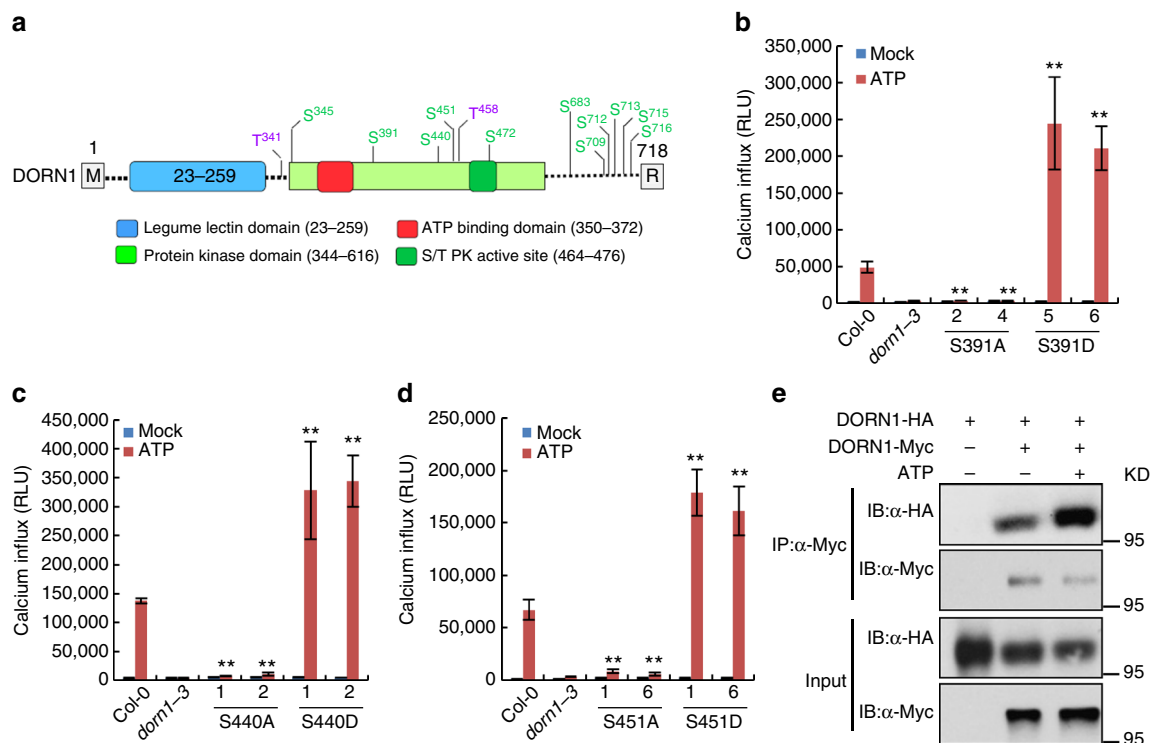 a
T341
S345
S391
S440
S451
T458
S472
S683
S709
S712
S713
S715
S716
1
718
DORN1
M
23–259
R
Legume lectin domain (23–259)
ATP binding domain (350–372)
Protein kinase domain (344–616)
S/T PK active site (464–476)
b
Calcium influx (RLU)
350,000
300,000
250,000
200,000
150,000
100,000
50,000
0
Mock
ATP
** ** ** **
Col-0
dorn1–3
2 4 5 6
S391A S391D
c
Calcium influx (RLU)
450,000
400,000
350,000
300,000
250,000
200,000
150,000
100,000
50,000
0
Mock
ATP
** ** ** **
Col-0
dorn1–3
1 2 1 2
S440A S440D
d
Calcium influx (RLU)
250,000
200,000
150,000
100,000
50,000
0
Mock
ATP
** ** ** **
Col-0
dorn1–3
1 6 1 6
S451A S451D
e
DORN1-HA + + +
DORN1-Myc – + +
ATP – – + KD
IP:α-Myc
IB:α-HA
95
IB:α-Myc
95
Input
IB:α-HA
95
IB:α-Myc
95